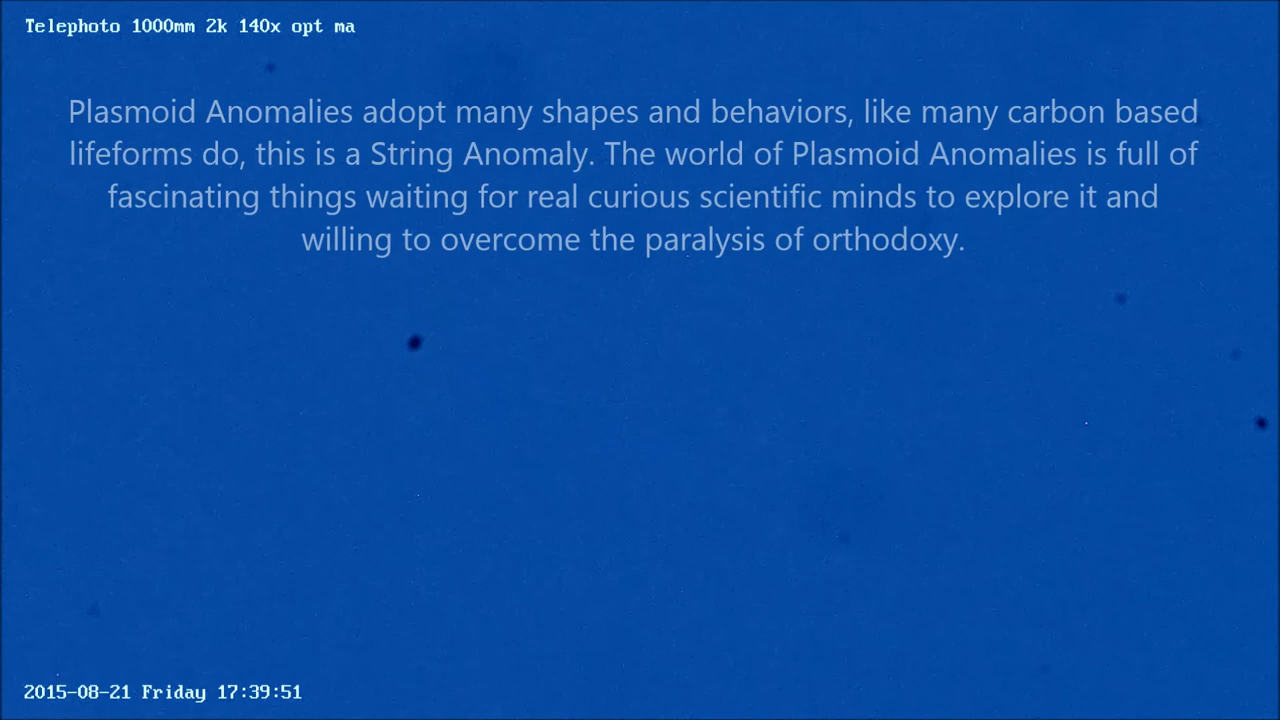 Telephoto 1000mm 2k 140x opt ma
Plasmoid Anomalies adopt many shapes and behaviors, like many carbon based
lifeforms do, this is a String Anomaly. The world of Plasmoid Anomalies is full of
fascinating things waiting for real curious scientific minds to explore it and
willing to overcome the paralysis of orthodoxy.
2015-08-21 Friday 17:39:51